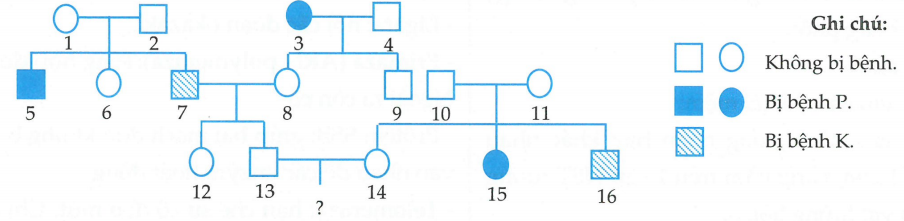 Ghi chú:
1 2 3 4
Không bị bệnh.
5 6 7 8 9 10 11
Bị bệnh P.
Bị bệnh K.
12 13 14 15 16
?